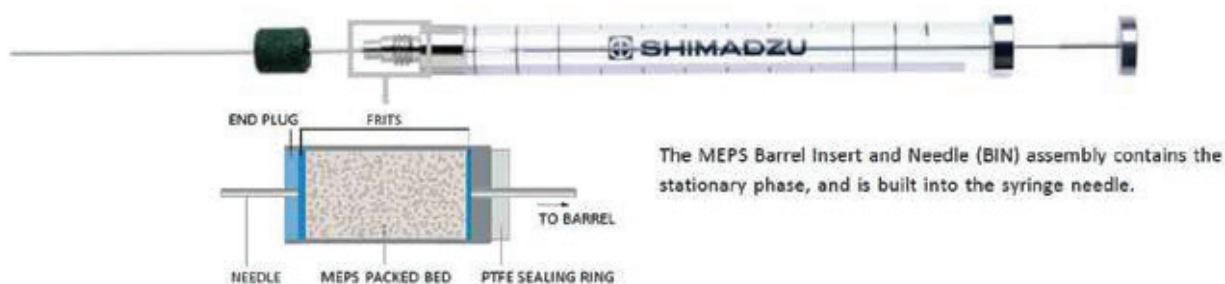 SHIMADZU
END PLUG
FRITS
The MEPS Barrel Insert and Needle (BIN) assembly contains the
stationary phase, and is built into the syringe needle.
TO BARREL
NEEDLE
MEPS PACKED BED
PTFE SEALING RING